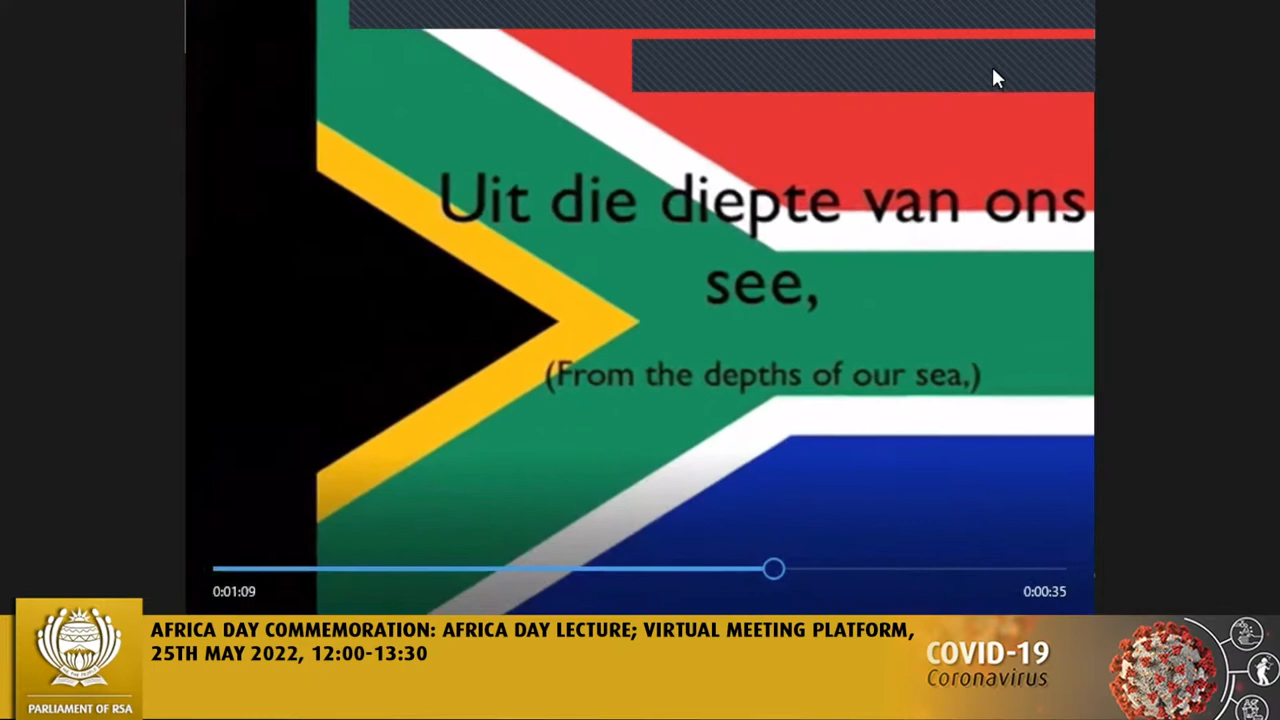 Uit die diepte van ons
see,
(From the depths of our sea,)
0:01:09
0:00:35
AFRICA DAY COMMEMORATION: AFRICA DAY LECTURE; VIRTUAL MEETING PLATFORM,
25TH MAY 2022, 12:00-13:30
COVID-19
Coronavirus
PARLIAMENT OF RSA